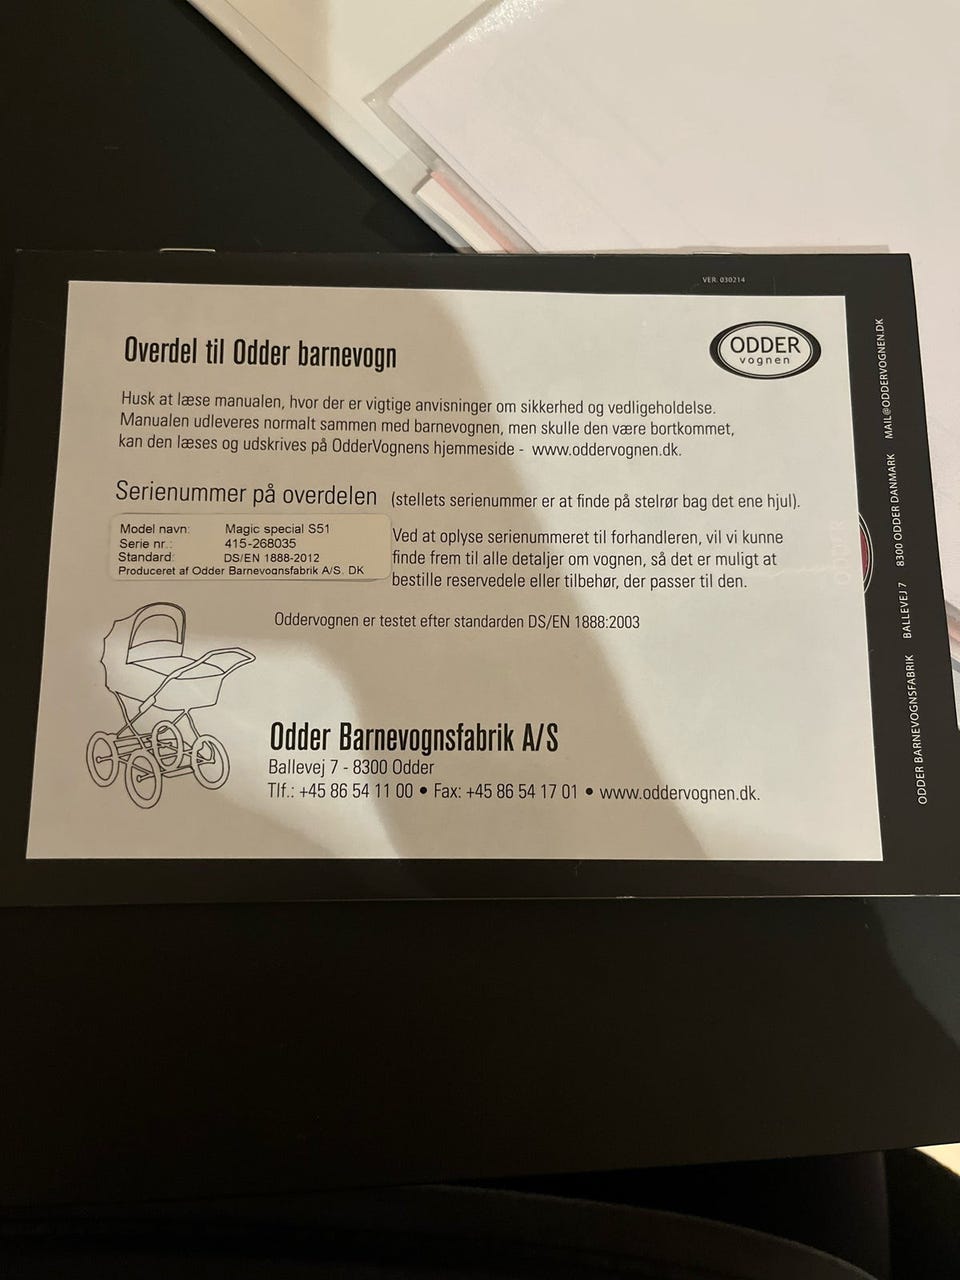 VER. 030214
Overdel til Odder barnevogn
ODDER
vognen
Husk at læse manualen, hvor der er vigtige anvisninger om sikkerhed og vedligeholdelse.
Manualen udleveres normalt sammen med barnevognen, men skulle den være bortkommet,
kan den læses og udskrives på OdderVognens hjemmeside - www.oddervognen.dk.
Serienummer på overdelen (stellets serienummer er at finde på stelrør bag det ene hjul).
Model navn: Magic special S51
Serie nr.: 415-268035
Standard: DS/EN 1888-2012
Produceret af Odder Barnevognsfabrik A/S. DK
Ved at oplyse serienummeret til forhandleren, vil vi kunne
finde frem til alle detaljer om vognen, så det er muligt at
bestille reservedele eller tilbehør, der passer til den.
Oddervognen er testet efter standarden DS/EN 1888:2003
Odder Barnevognsfabrik A/S
Ballevej 7 - 8300 Odder
Tlf.: +45 86 54 11 00 • Fax: +45 86 54 17 01 • www.oddervognen.dk.
ODDER BARNEVOGNSFABRIK BALLEVEJ 7 8300 ODDER DANMARK MAIL@ODDERVOGNEN.DK
ODDER